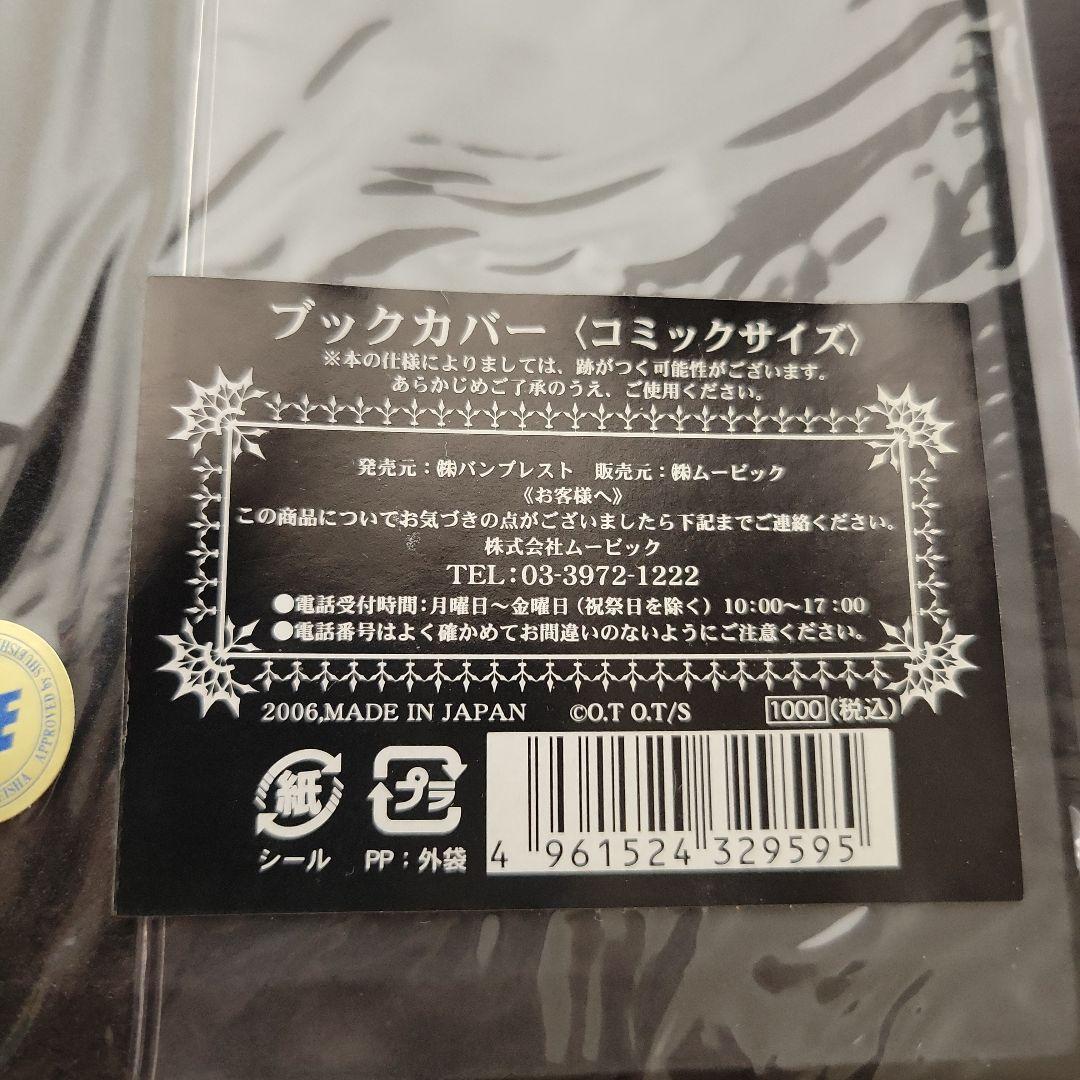 ブックカバー〈コミックサイズ〉
※本の仕様によりましては、跡がつく可能性がございます。
あらかじめご了承のうえ、ご使用ください。
発売元：㈱バンプレスト 販売元：㈱ムービック
《お客様へ》
この商品についてお気づきの点がございましたら下記までご連絡ください。
株式会社ムービック
TEL：03-3972-1222
●電話受付時間：月曜日～金曜日（祝祭日を除く）10：00～17：00
●電話番号はよく確かめてお間違いのないようにご注意ください。
2006,MADE IN JAPAN ©O.T O.T/S 1000(税込)
紙 プラ
シール PP：外袋
4 961524 329595
APPROVED by SHUEISHA